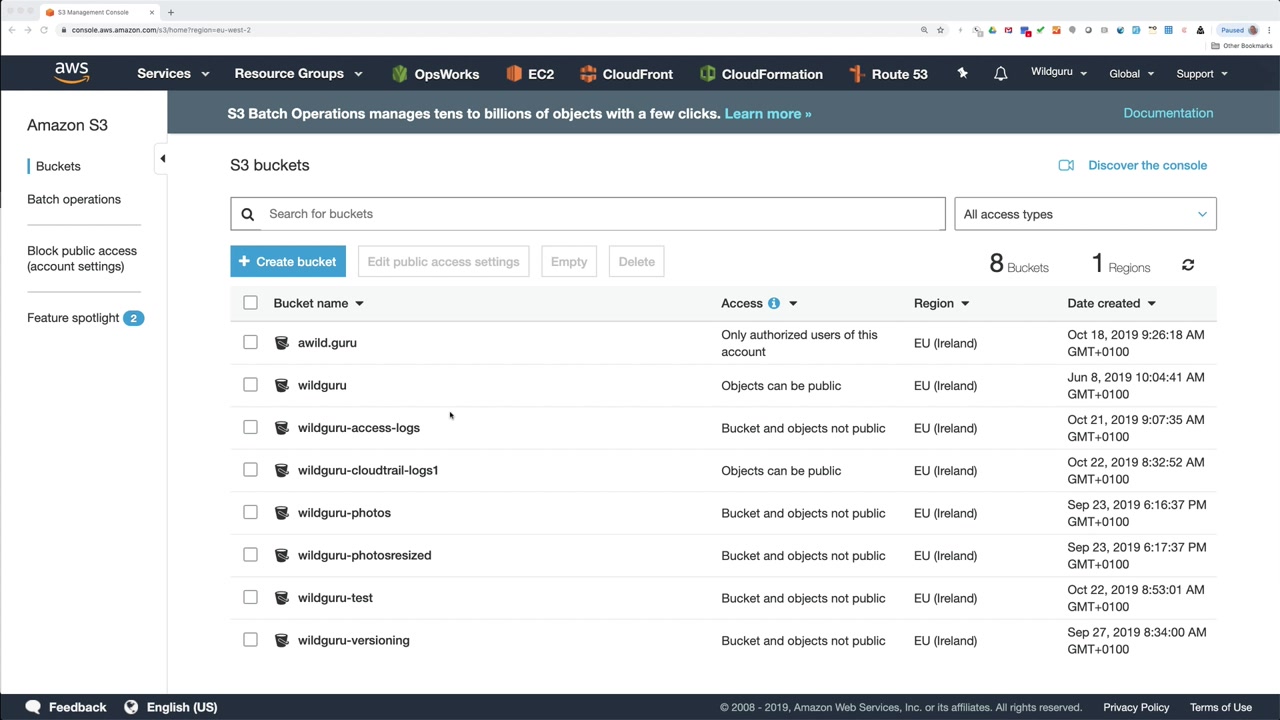 S3 Management Console
console.aws.amazon.com/s3/home?region=eu-west-2
Paused
Other Bookmarks
aws
Services
Resource Groups
OpsWorks
EC2
CloudFront
CloudFormation
Route 53
Wildguru
Global
Support
Amazon S3
Buckets
Batch operations
Block public access
(account settings)
Feature spotlight 2
S3 Batch Operations manages tens to billions of objects with a few clicks. Learn more »
Documentation
S3 buckets
Discover the console
Search for buckets
All access types
+ Create bucket
Edit public access settings
Empty
Delete
8 Buckets
1 Regions
Bucket name
Access
Region
Date created
awild.guru
Only authorized users of this
account
EU (Ireland)
Oct 18, 2019 9:26:18 AM
GMT+0100
wildguru
Objects can be public
EU (Ireland)
Jun 8, 2019 10:04:41 AM
GMT+0100
wildguru-access-logs
Bucket and objects not public
EU (Ireland)
Oct 21, 2019 9:07:35 AM
GMT+0100
wildguru-cloudtrail-logs1
Objects can be public
EU (Ireland)
Oct 22, 2019 8:32:52 AM
GMT+0100
wildguru-photos
Bucket and objects not public
EU (Ireland)
Sep 23, 2019 6:16:37 PM
GMT+0100
wildguru-photosresized
Bucket and objects not public
EU (Ireland)
Sep 23, 2019 6:17:37 PM
GMT+0100
wildguru-test
Bucket and objects not public
EU (Ireland)
Oct 22, 2019 8:53:01 AM
GMT+0100
wildguru-versioning
Bucket and objects not public
EU (Ireland)
Sep 27, 2019 8:34:00 AM
GMT+0100
Feedback
English (US)
© 2008 - 2019, Amazon Web Services, Inc. or its affiliates. All rights reserved.
Privacy Policy
Terms of Use